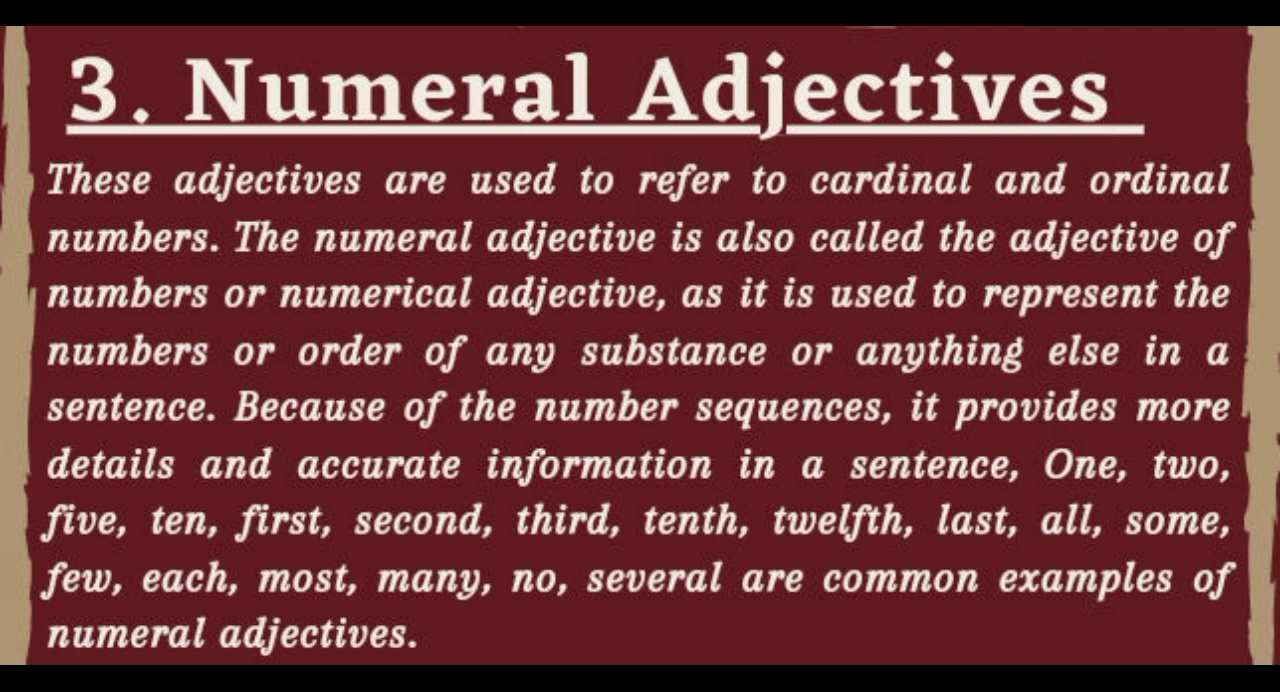 3. Numeral Adjectives
These adjectives are used to refer to cardinal and ordinal
numbers. The numeral adjective is also called the adjective of
numbers or numerical adjective, as it is used to represent the
numbers or order of any substance or anything else in a
sentence. Because of the number sequences, it provides more
details and accurate information in a sentence, One, two,
five, ten, first, second, third, tenth, twelfth, last, all, some,
few, each, most, many, no, several are common examples of
numeral adjectives.